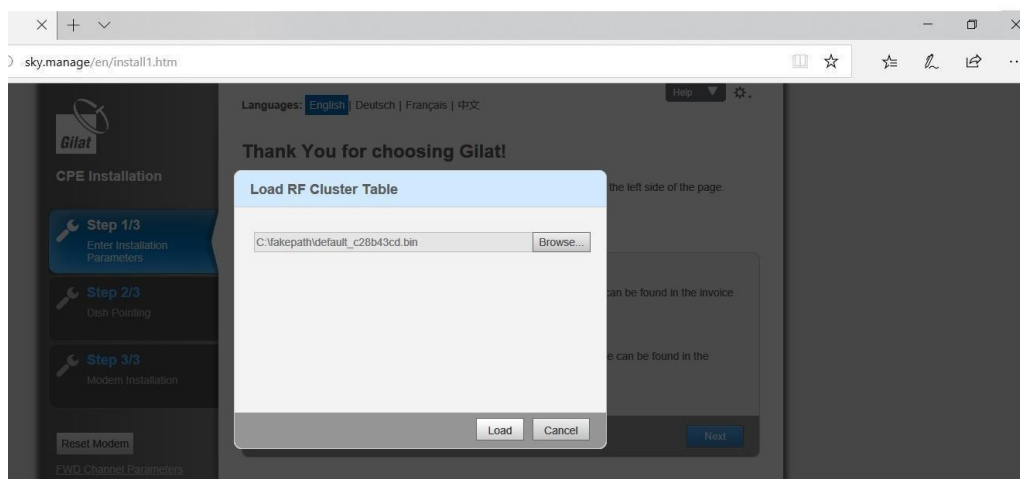 sky.manage/en/install1.htm
Gilat
CPE Installation
Step 1/3
Enter Installation
Parameters
Step 2/3
Dish Pointing
Step 3/3
Modem Installation
Reset Modem
FWD Channel Parameters
Languages: English | Deutsch | Français | 中文
Help
Thank You for choosing Gilat!
the left side of the page.
can be found in the invoice
e can be found in the
Next
Load RF Cluster Table
C:\fakepath\default_c28b43cd.bin
Browse...
Load
Cancel